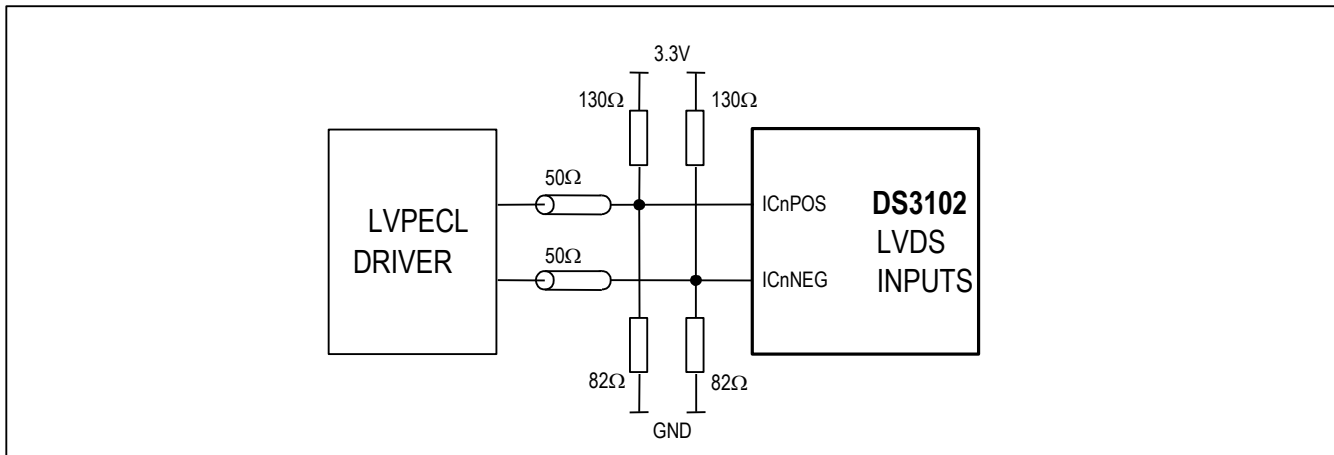 3.3V
130Ω
130Ω
50Ω
ICnPOS
DS3102
LVPECL
LVDS
50Ω
DRIVER
ICnNEG
INPUTS
82Ω
82Ω
GND